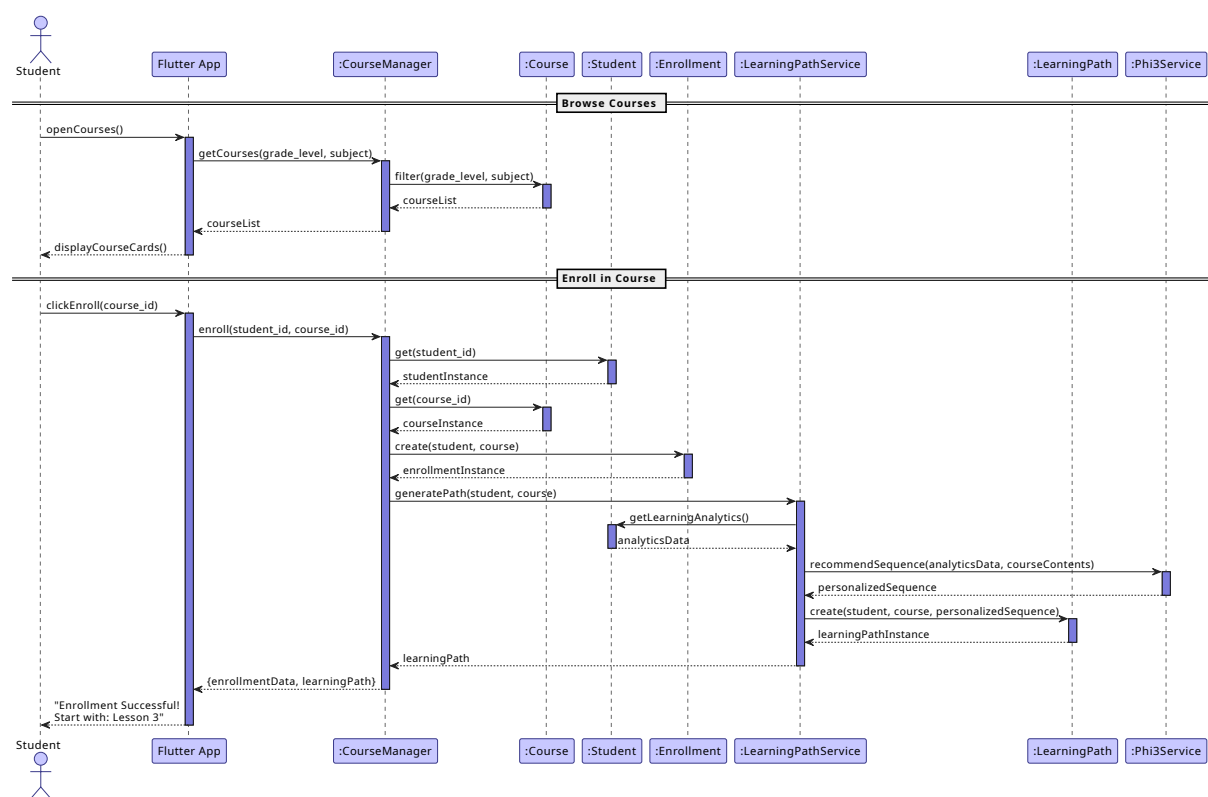 Student
Flutter App
:CourseManager
:Course
:Student
:Enrollment
:LearningPathService
:LearningPath
:Phi3Service
Browse Courses
openCourses()
getCourses(grade_level, subject)
filter(grade_level, subject)
courseList
courseList
displayCourseCards()
Enroll in Course
clickEnroll(course_id)
enroll(student_id, course_id)
get(student_id)
studentInstance
get(course_id)
courseInstance
create(student, course)
enrollmentInstance
generatePath(student, course)
getLearningAnalytics()
analyticsData
recommendSequence(analyticsData, courseContents)
personalizedSequence
create(student, course, personalizedSequence)
learningPathInstance
learningPath
{enrollmentData, learningPath}
"Enrollment Successful!
Start with: Lesson 3"
Student
Flutter App
:CourseManager
:Course
:Student
:Enrollment
:LearningPathService
:LearningPath
:Phi3Service